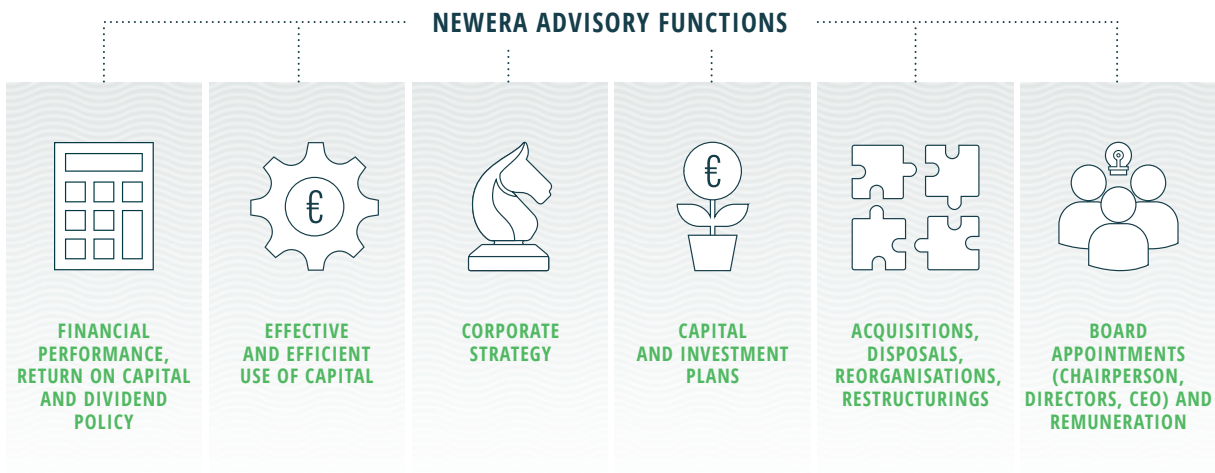 NEWERA ADVISORY FUNCTIONS
€
€
FINANCIAL
PERFORMANCE,
RETURN ON CAPITAL
AND DIVIDEND
POLICY
EFFECTIVE
AND EFFICIENT
USE OF CAPITAL
CORPORATE
STRATEGY
CAPITAL
AND INVESTMENT
PLANS
ACQUISITIONS,
DISPOSALS,
REORGANISATIONS,
RESTRUCTURINGS
BOARD
APPOINTMENTS
(CHAIRPERSON,
DIRECTORS, CEO) AND
REMUNERATION